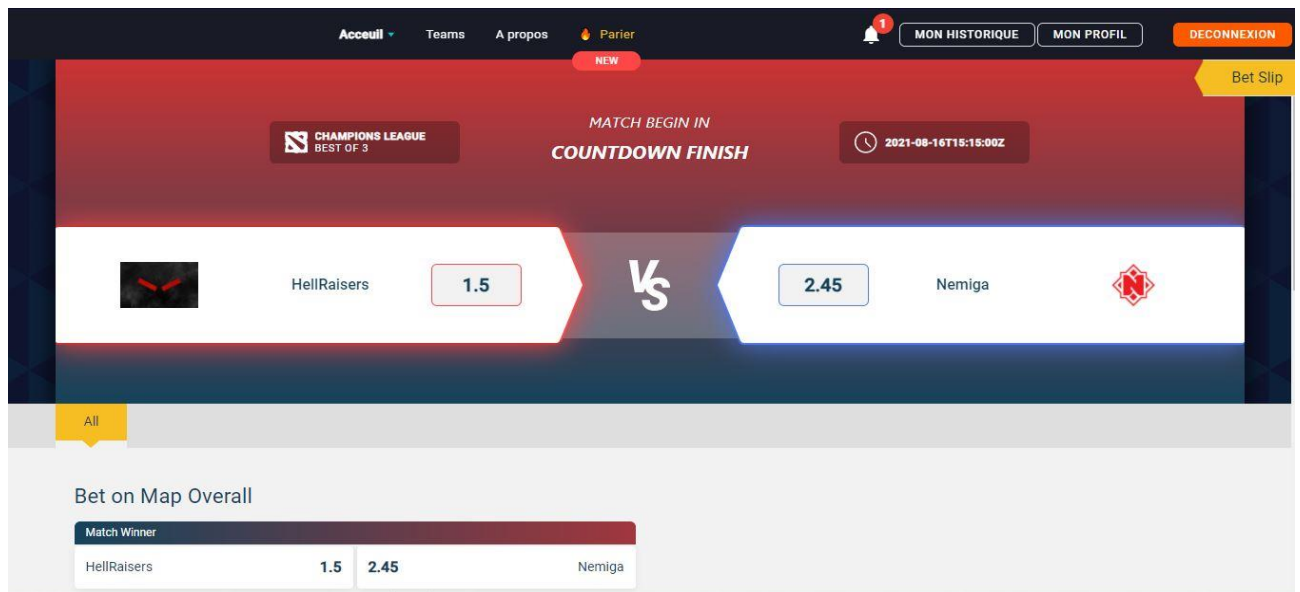 Acceuil
Teams
A propos
Parier
1
MON HISTORIQUE
MON PROFIL
DECONNEXION
NEW
Bet Slip
MATCH BEGIN IN
COUNTDOWN FINISH
CHAMPIONS LEAGUE
BEST OF 3
2021-08-16T15:15:00Z
HellRaisers
1.5
VS
2.45
Nemiga
N
All
Bet on Map Overall
Match Winner
HellRaisers 1.5 2.45 Nemiga